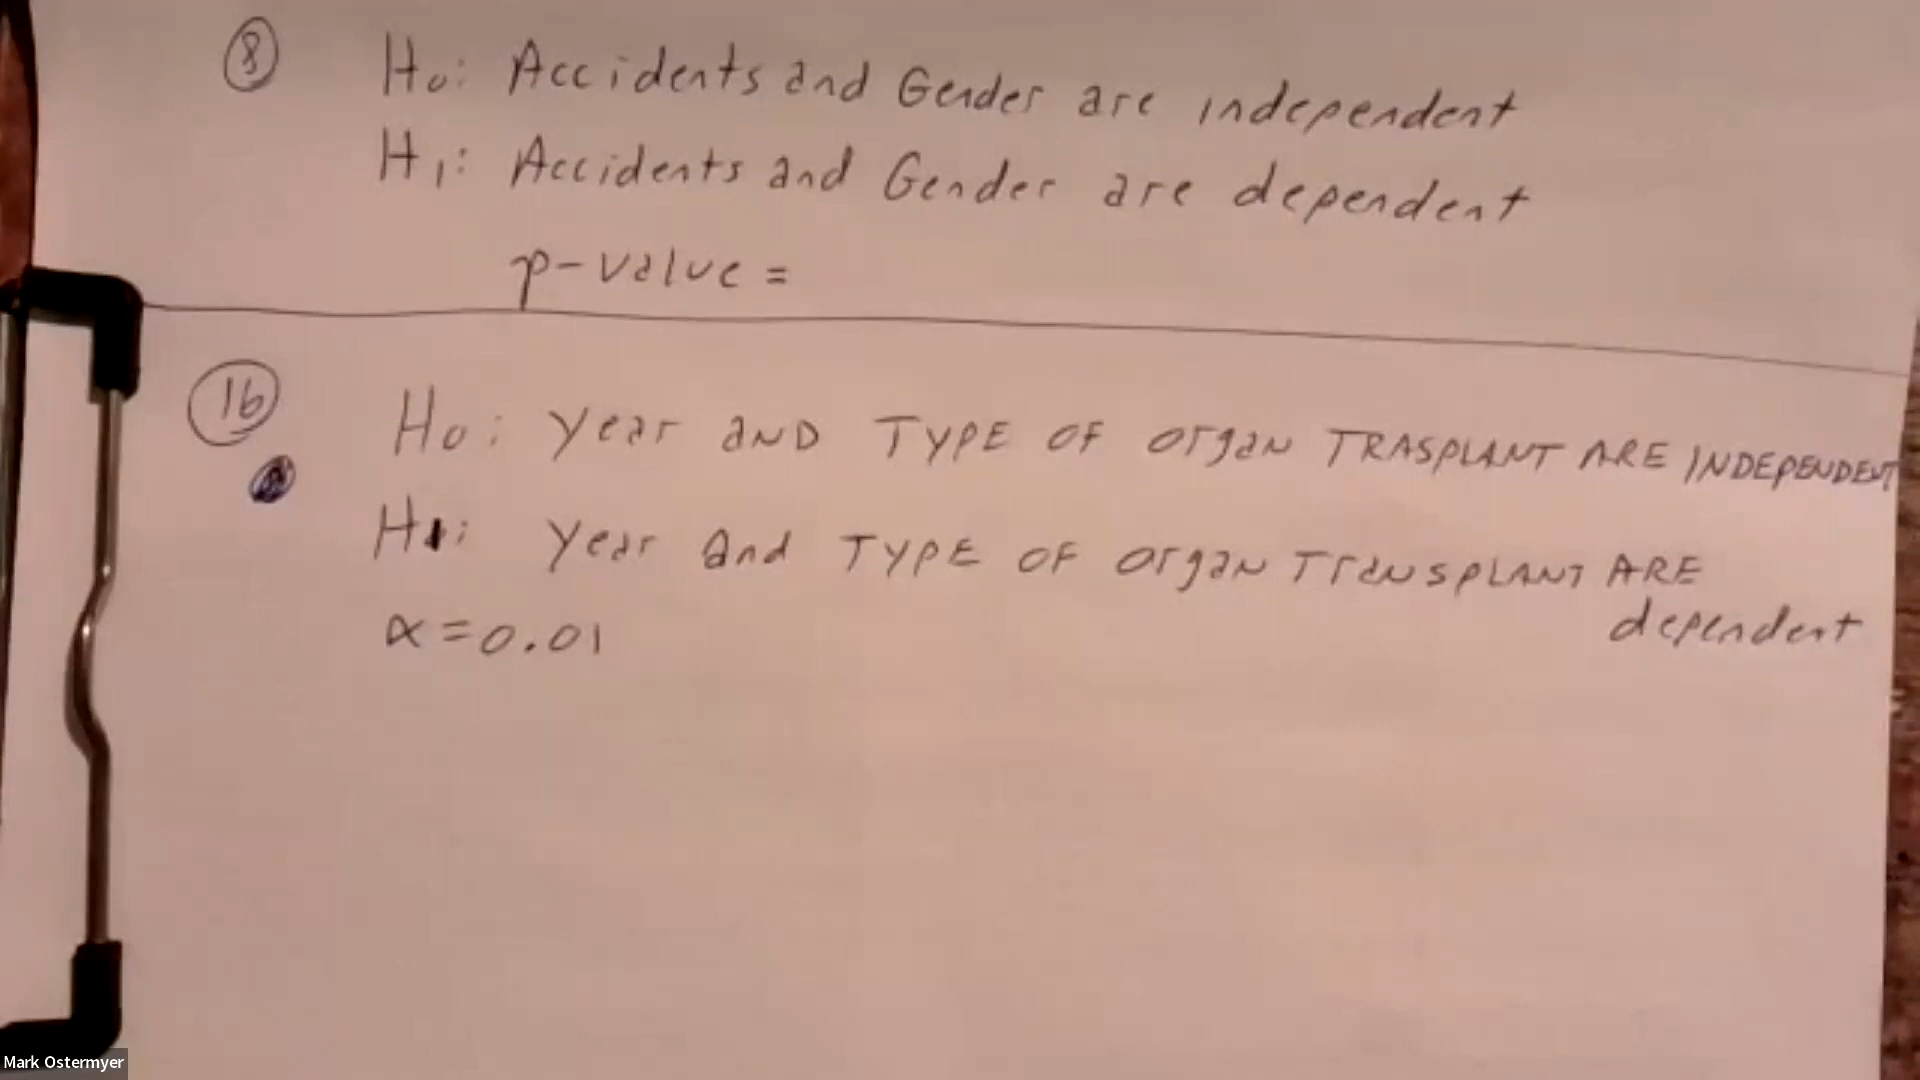 8 H0: Accidents and Gender are independent
H1: Accidents and Gender are dependent
p-value =
16 H0: Year AND TYPE OF Organ TRASPLANT ARE INDEPENDENT
H1: Year and TYPE OF Organ TranSPLANT ARE
dependent
α=0.01
Mark Ostermyer